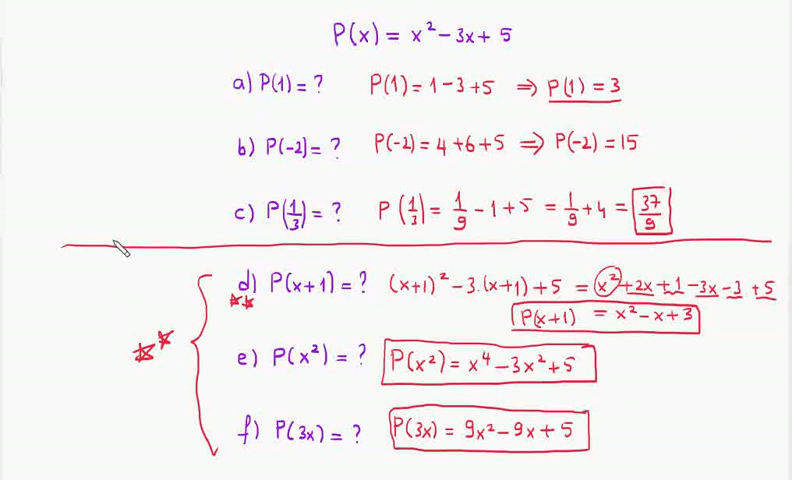 P(x) = x² - 3x + 5
a) P(1) = ? P(1) = 1 - 3 + 5 ⇒ P(1) = 3
b) P(-2) = ? P(-2) = 4 + 6 + 5 ⇒ P(-2) = 15
c) P(1/3) = ? P(1/3) = 1/9 - 1 + 5 = 1/9 + 4 = 37/9
d) P(x+1) = ? (x+1)² - 3.(x+1) + 5 = x² + 2x + 1 - 3x - 3 + 5
P(x+1) = x² - x + 3
e) P(x²) = ? P(x²) = x⁴ - 3x² + 5
f) P(3x) = ? P(3x) = 9x² - 9x + 5